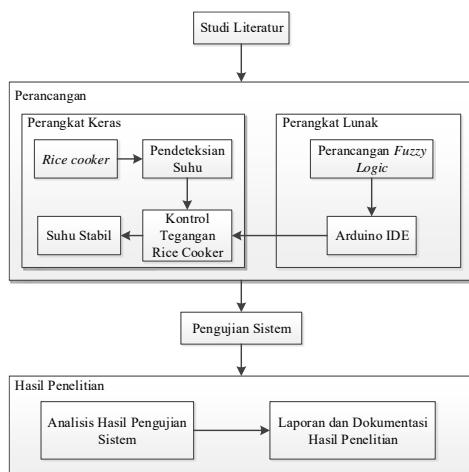 Studi Literatur
Perancangan
Perangkat Keras
Rice cooker
Pendeteksian
Suhu
Suhu Stabil
Kontrol
Tegangan
Rice Cooker
Perangkat Lunak
Perancangan Fuzzy
Logic
Arduino IDE
Pengujian Sistem
Hasil Penelitian
Analisis Hasil Pengujian
Sistem
Laporan dan Dokumentasi
Hasil Penelitian